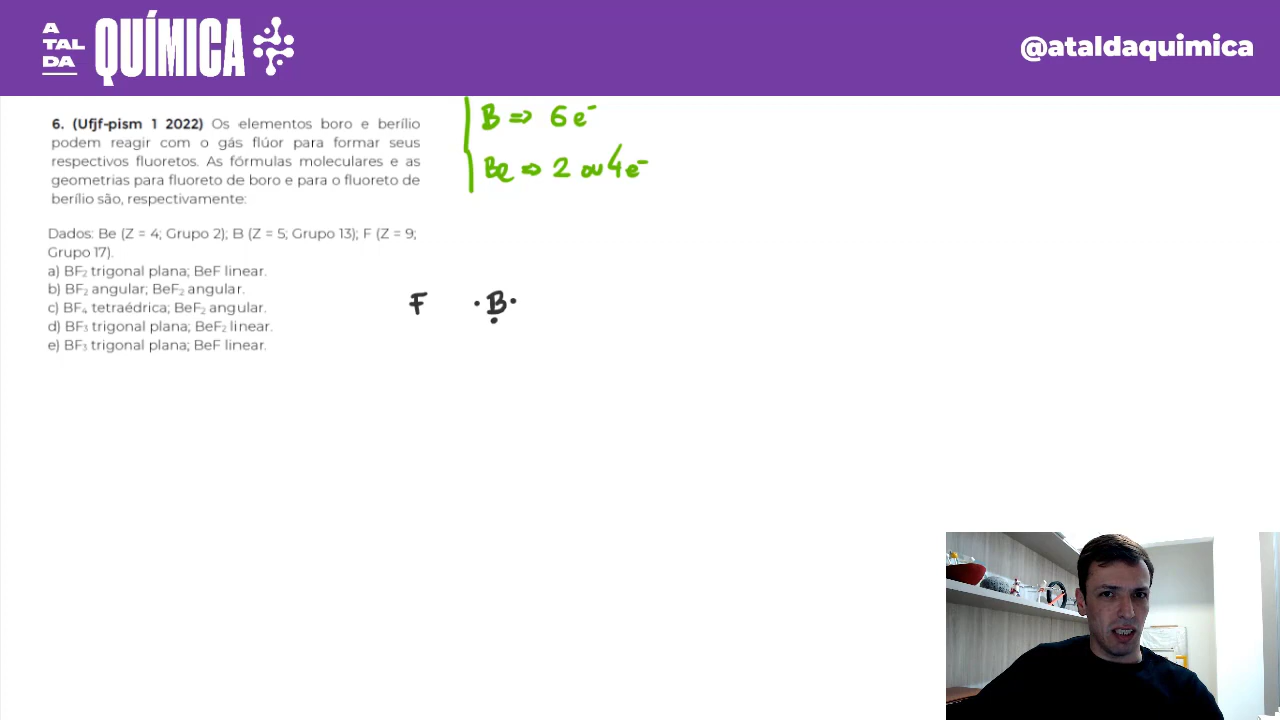 A
TAL
DA
QUÍMICA
@ataldaquimica
6. (Ufjf-pism 1 2022) Os elementos boro e berílio
podem reagir com o gás flúor para formar seus
respectivos fluoretos. As fórmulas moleculares e as
geometrias para fluoreto de boro e para o fluoreto de
berílio são, respectivamente:
Dados: Be (Z = 4; Grupo 2); B (Z = 5; Grupo 13); F (Z = 9;
Grupo 17).
a) BF₂ trigonal plana; BeF linear.
b) BF₂ angular; BeF₂ angular.
c) BF₄ tetraédrica; BeF₂ angular.
d) BF₃ trigonal plana; BeF₂ linear.
e) BF₃ trigonal plana; BeF linear.
B => 6 e⁻
Be => 2 ou 4 e⁻
F · B ·